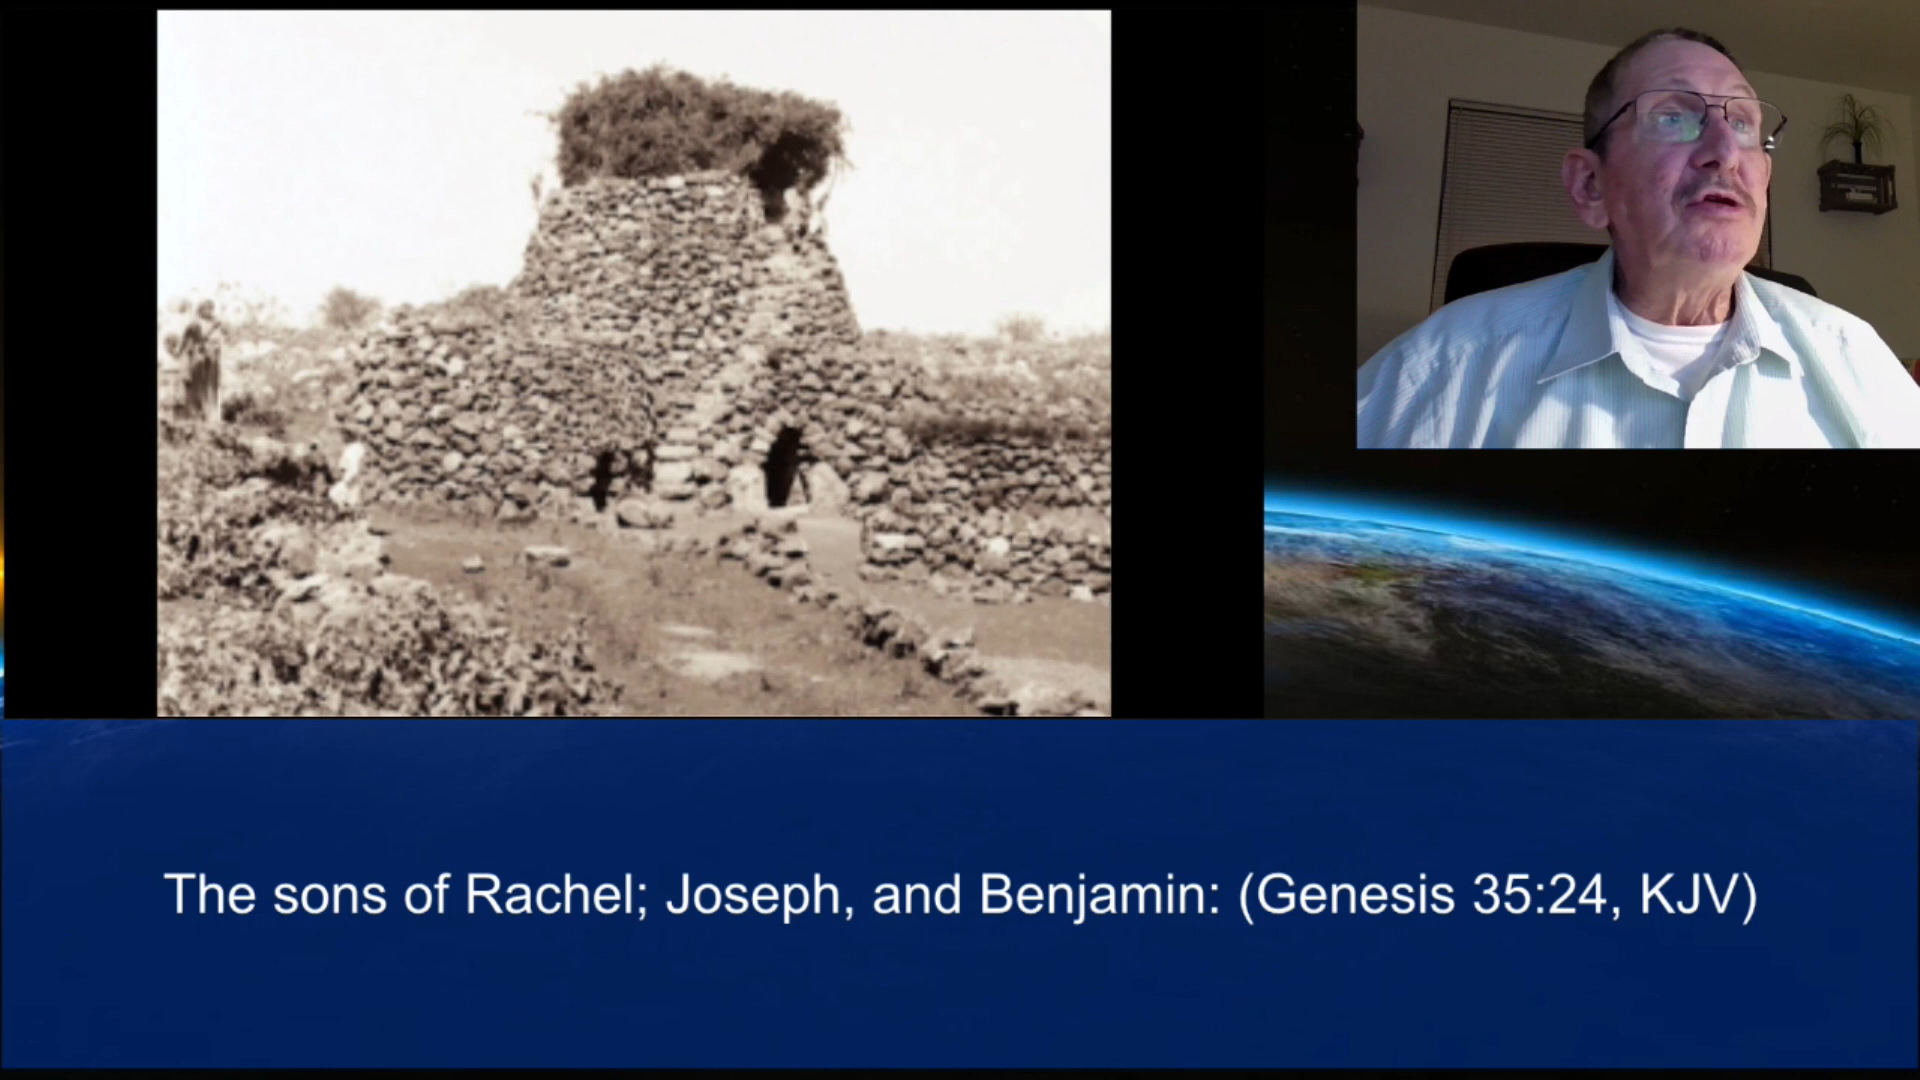 The sons of Rachel; Joseph, and Benjamin: (Genesis 35:24, KJV)